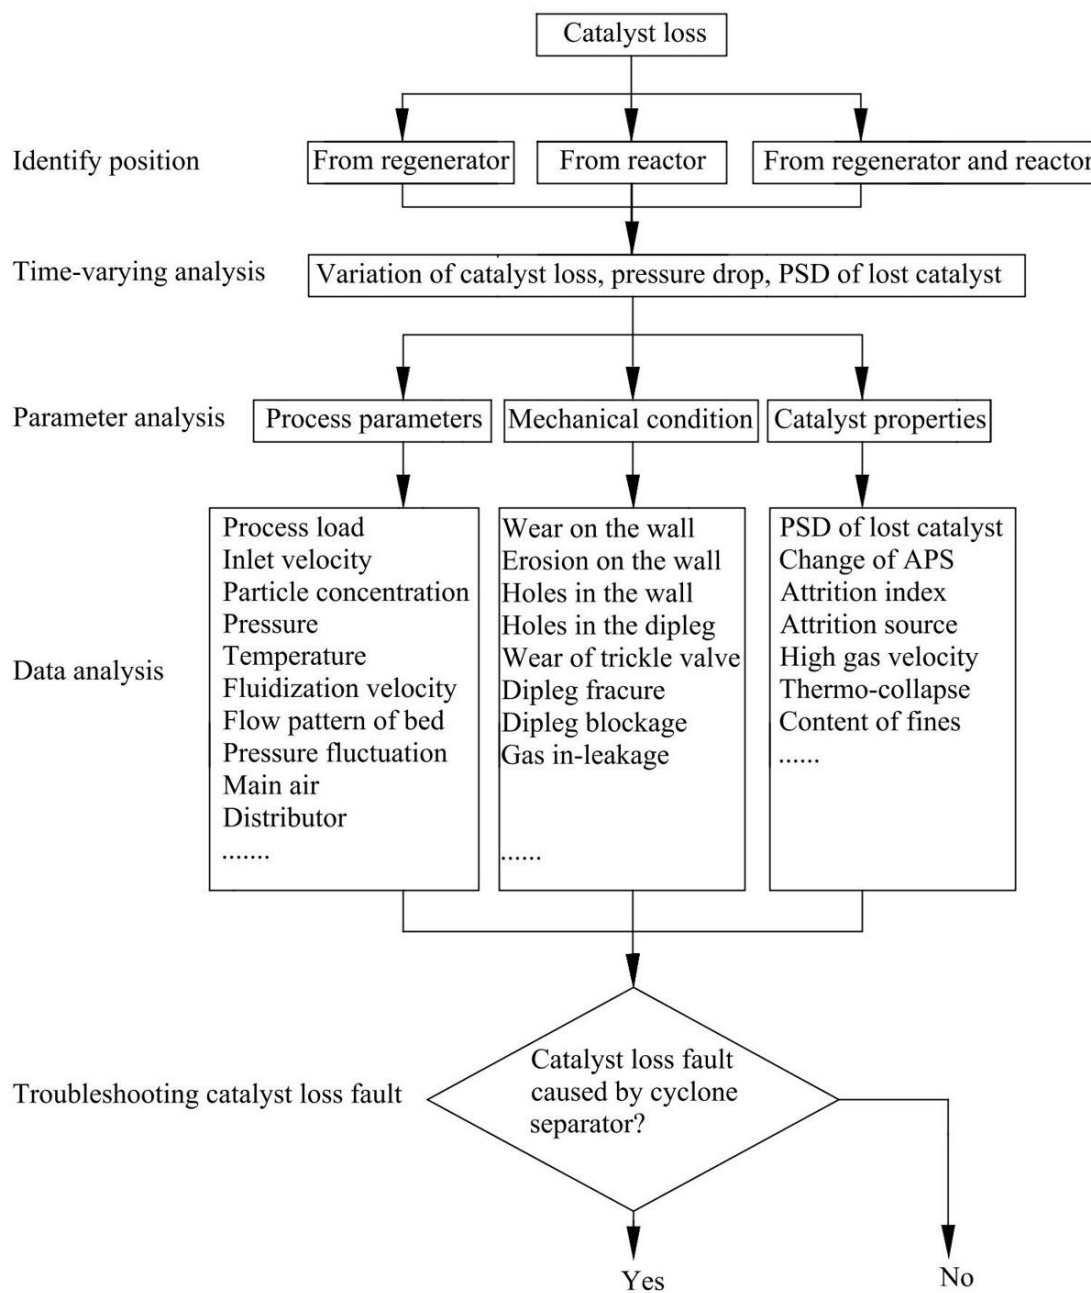 Catalyst loss
Identify position
From regenerator
From reactor
From regenerator and reactor
Time-varying analysis
Variation of catalyst loss, pressure drop, PSD of lost catalyst
Parameter analysis
Process parameters
Mechanical condition
Catalyst properties
Data analysis
Process load
Inlet velocity
Particle concentration
Pressure
Temperature
Fluidization velocity
Flow pattern of bed
Pressure fluctuation
Main air
Distributor
.......
Wear on the wall
Erosion on the wall
Holes in the wall
Holes in the dipleg
Wear of trickle valve
Dipleg fracure
Dipleg blockage
Gas in-leakage
......
PSD of lost catalyst
Change of APS
Attrition index
Attrition source
High gas velocity
Thermo-collapse
Content of fines
......
Troubleshooting catalyst loss fault
Catalyst loss fault
caused by cyclone
separator?
Yes
No